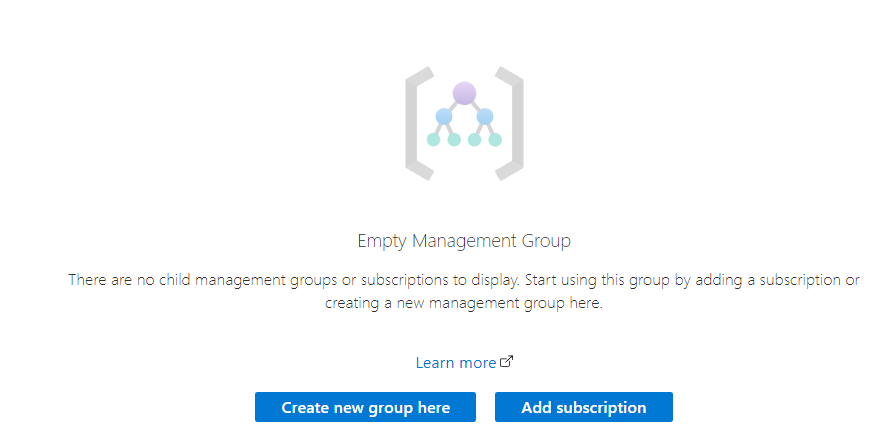 Empty Management Group
There are no child management groups or subscriptions to display. Start using this group by adding a subscription or
creating a new management group here.
Learn more
Create new group here
Add subscription